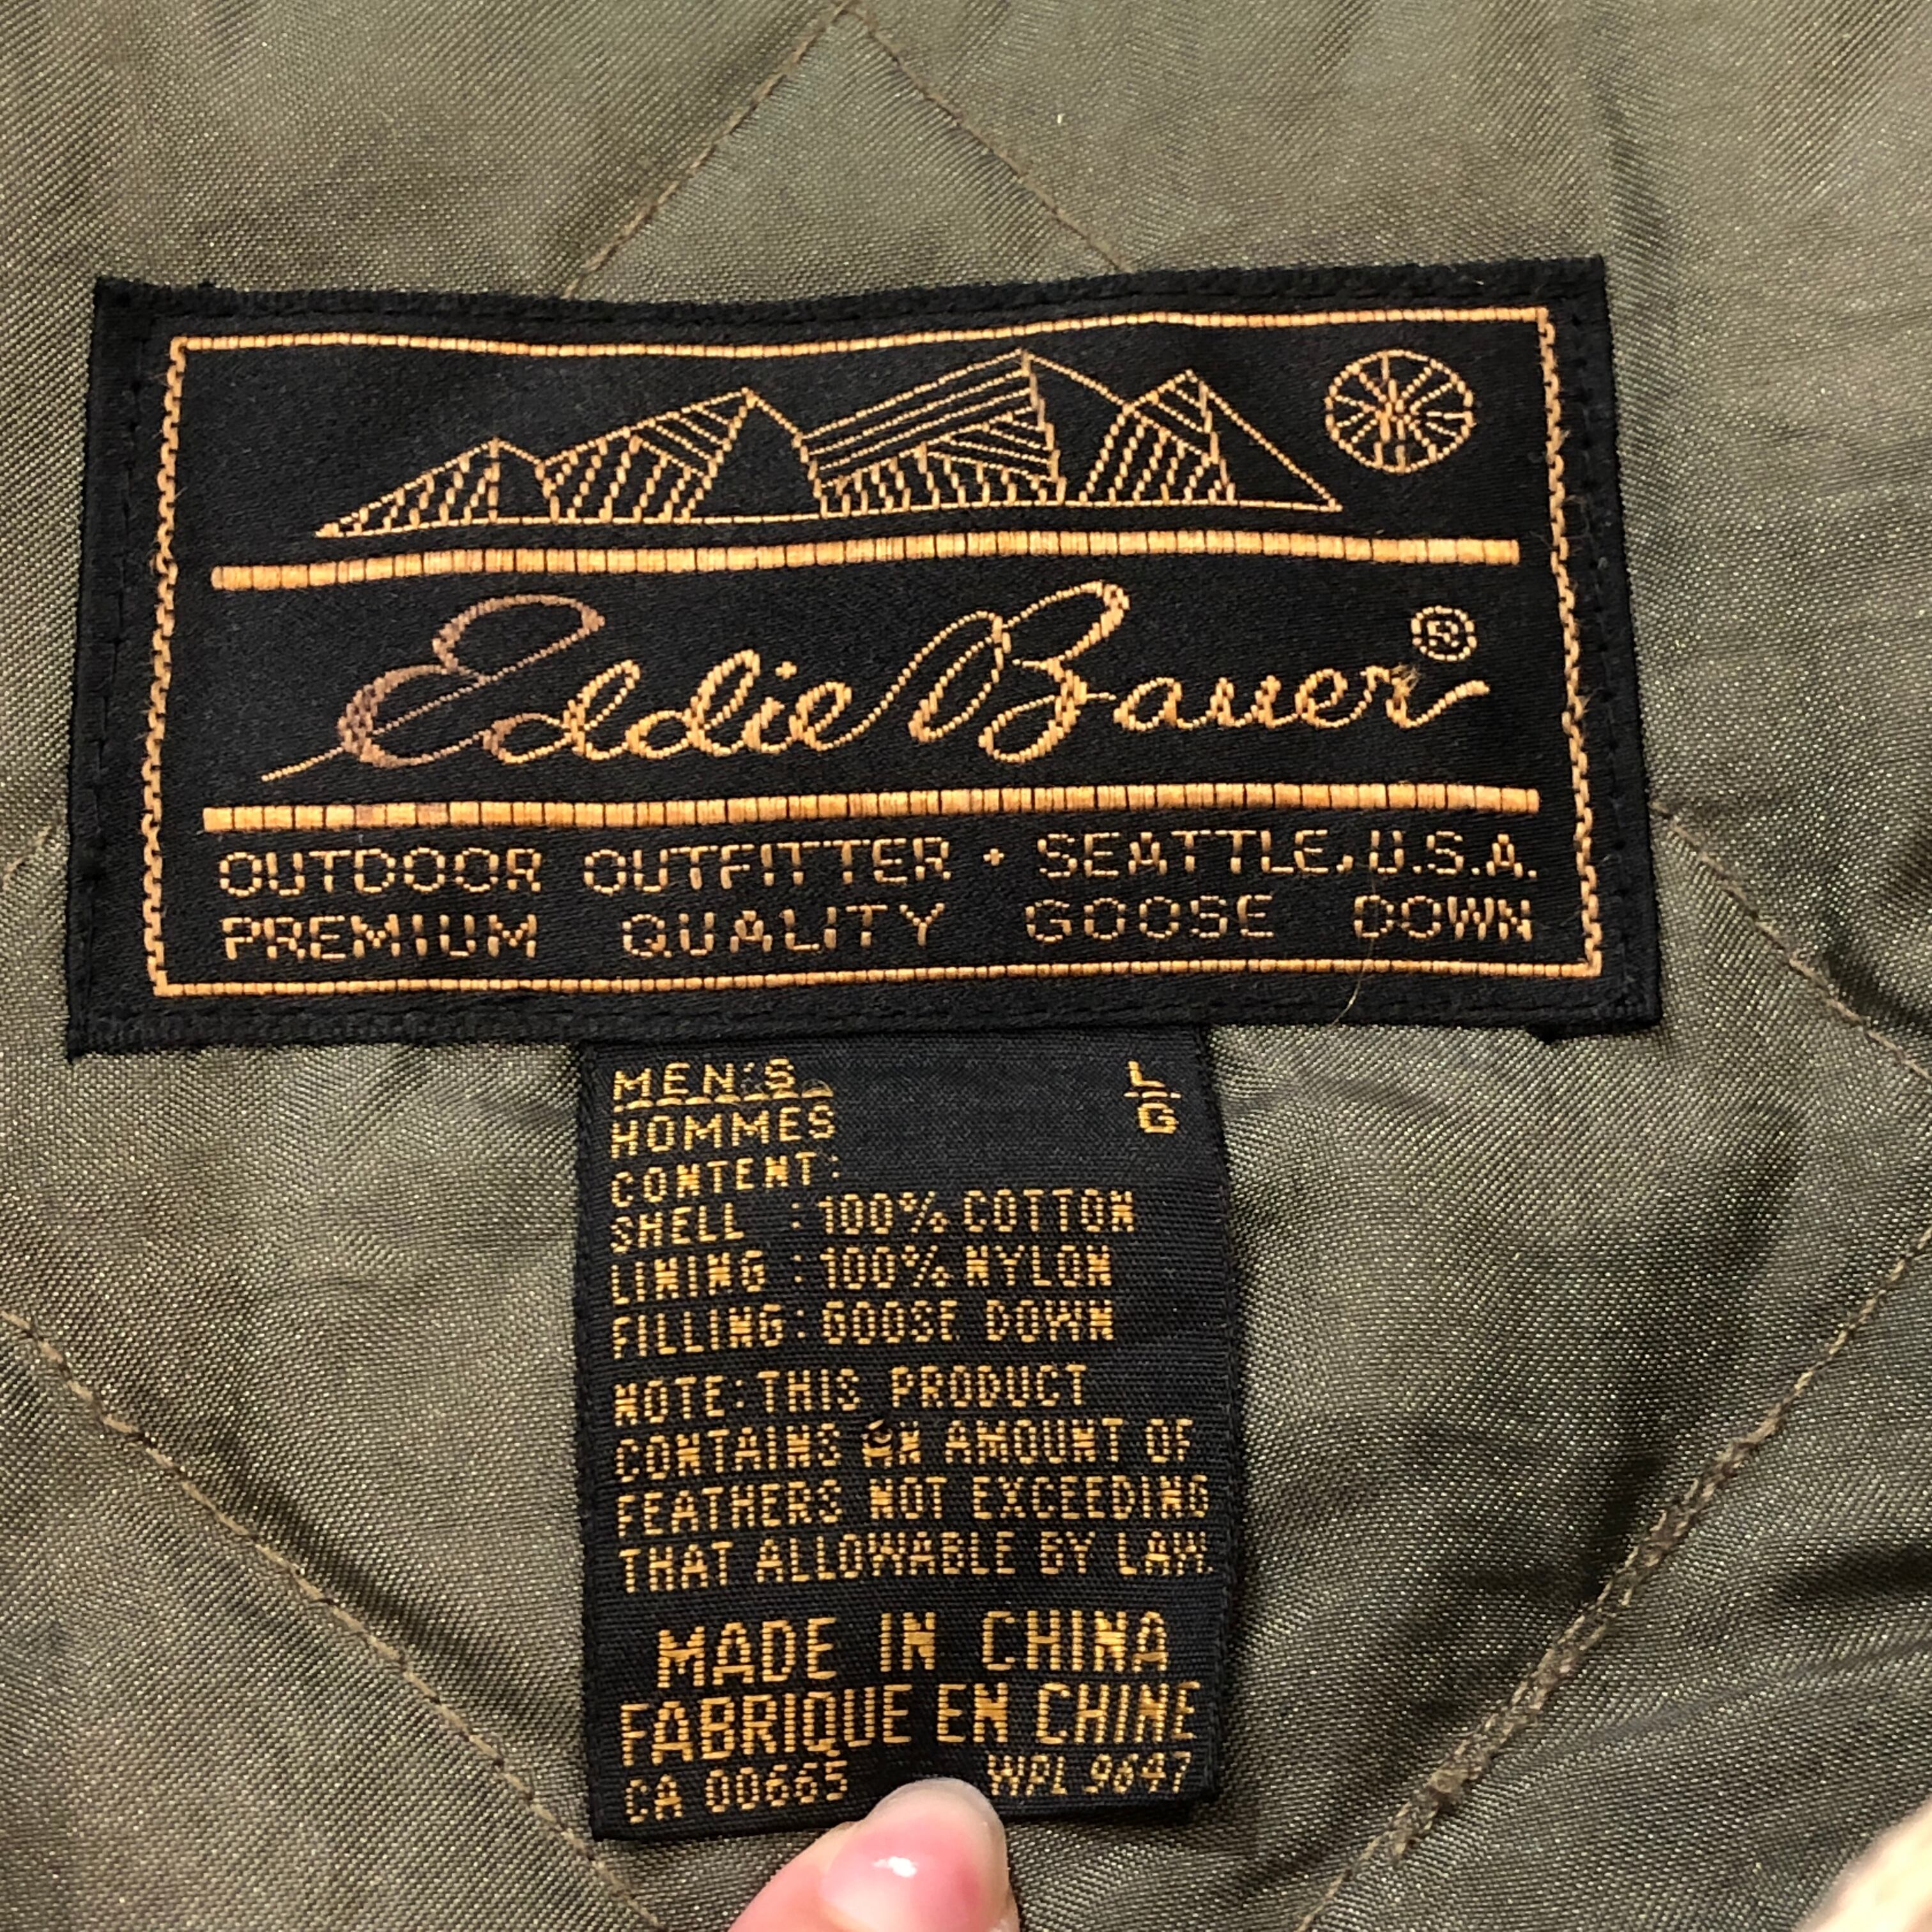 Eddie Bauer®
OUTDOOR OUTFITTER • SEATTLE, U.S.A.
PREMIUM QUALITY GOOSE DOWN
MEN'S L
HOMMES G
CONTENT:
SHELL : 100% COTTON
LINING : 100% NYLON
FILLING : GOOSE DOWN
NOTE: THIS PRODUCT
CONTAINS AN AMOUNT OF
FEATHERS NOT EXCEEDING
THAT ALLOWABLE BY LAW.
MADE IN CHINA
FABRIQUE EN CHINE
CA 00665 WPL 9647